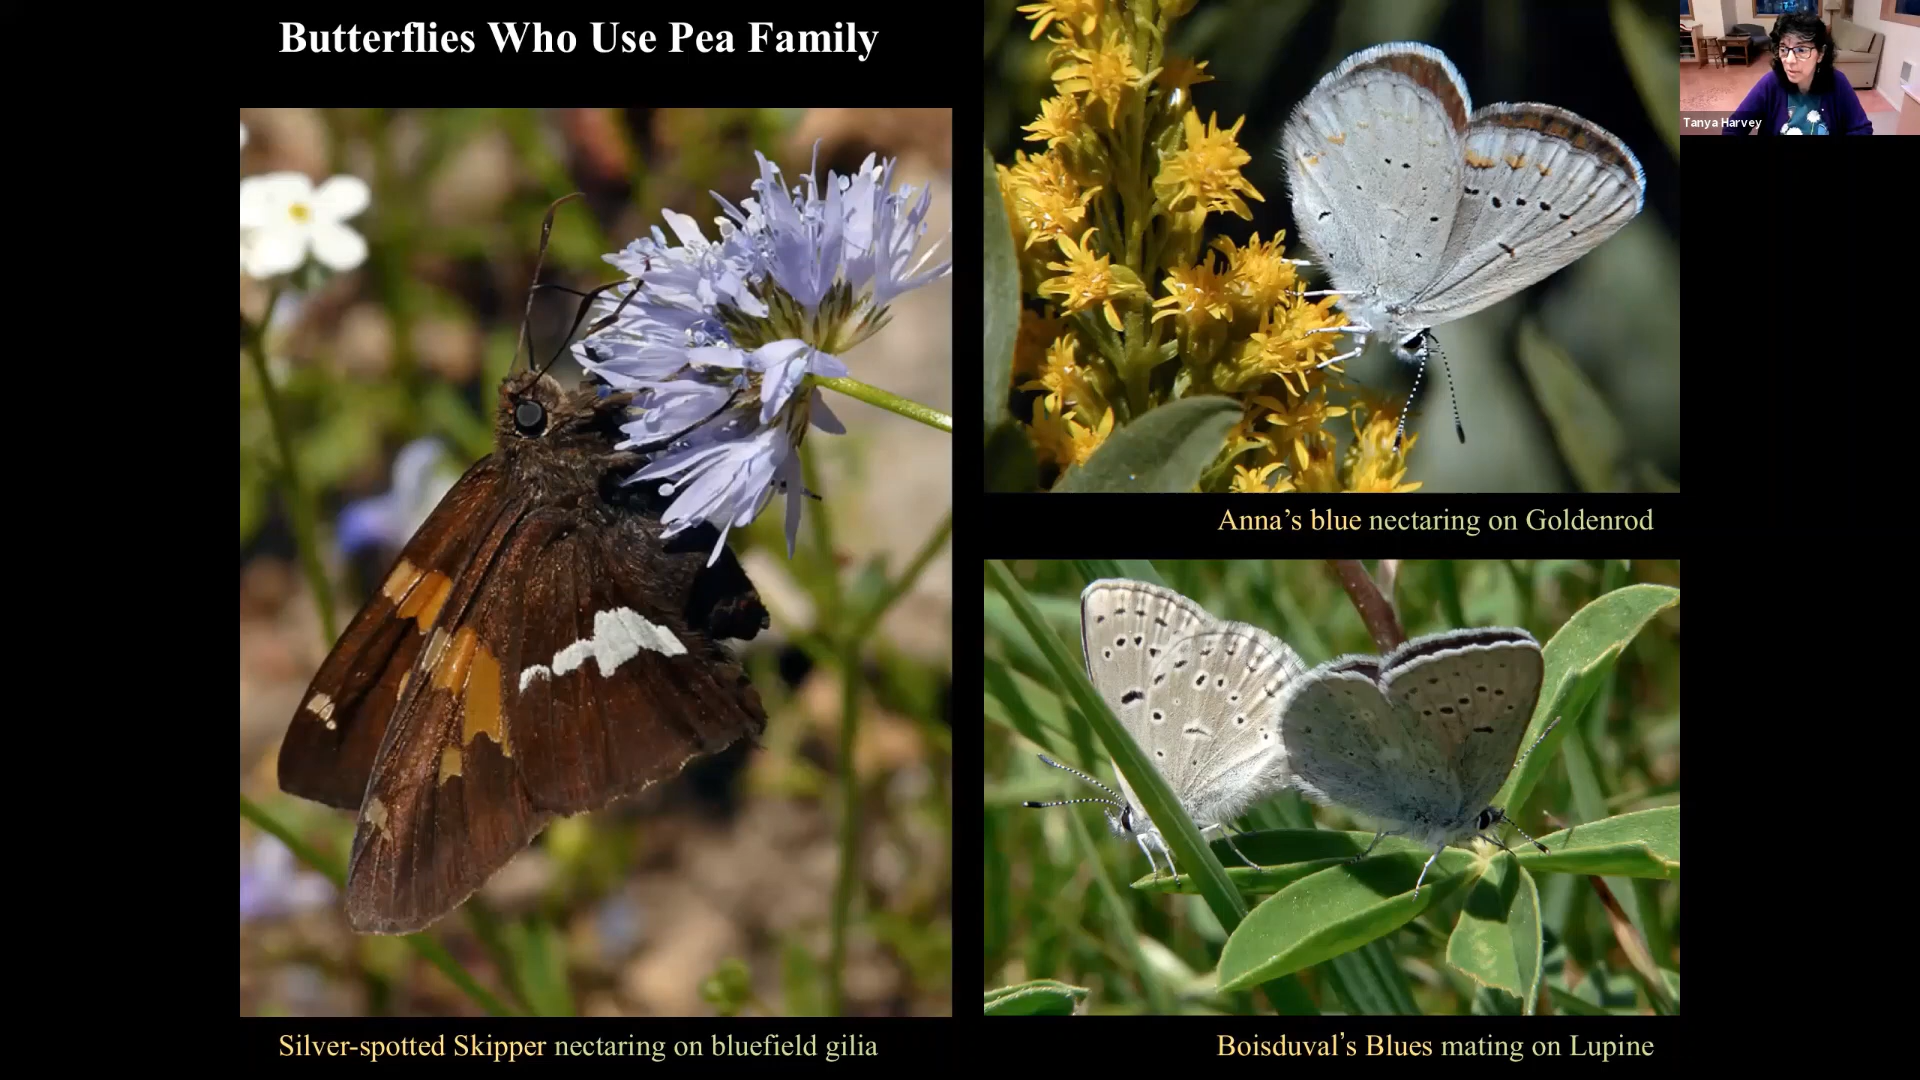 Butterflies Who Use Pea Family
Tanya Harvey
Anna’s blue nectaring on Goldenrod
Silver-spotted Skipper nectaring on bluefield gilia
Boisduval’s Blues mating on Lupine